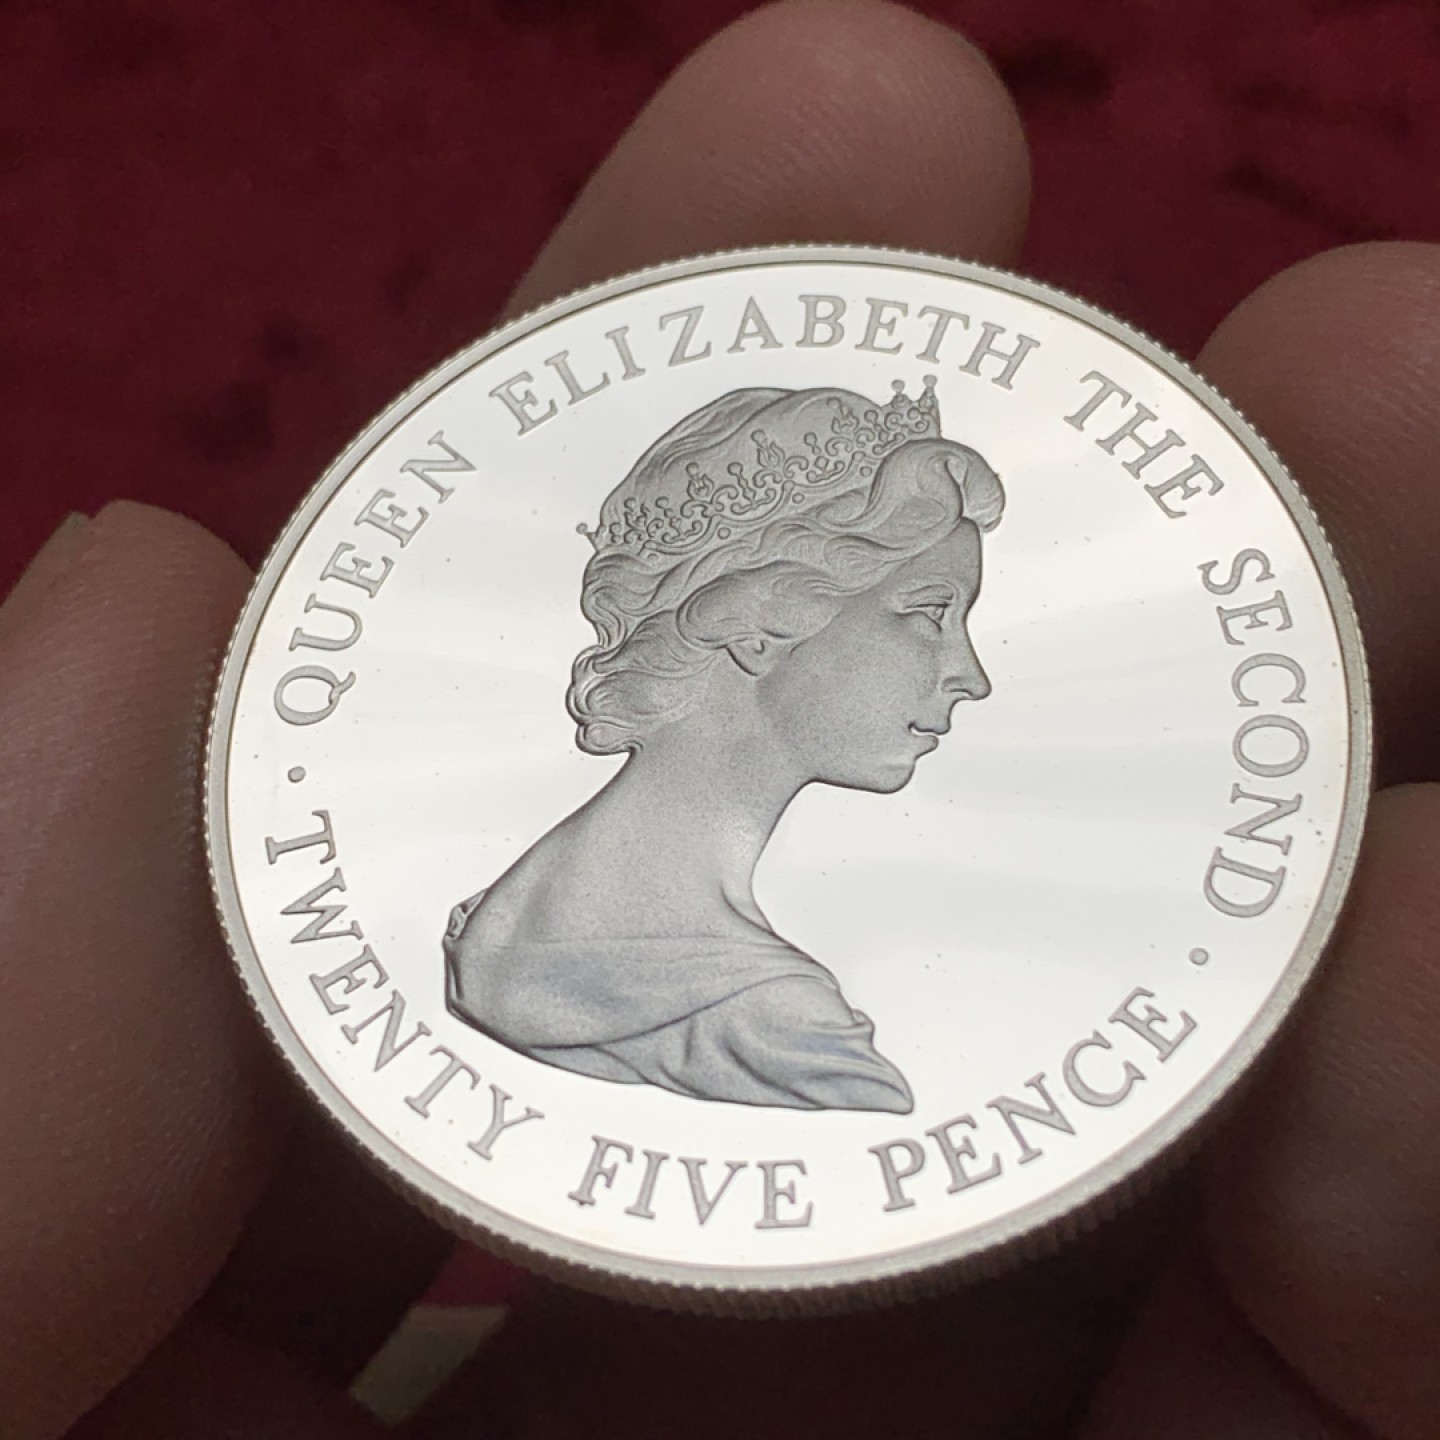 · QUEEN ELIZABETH THE SECOND ·
TWENTY FIVE PENCE